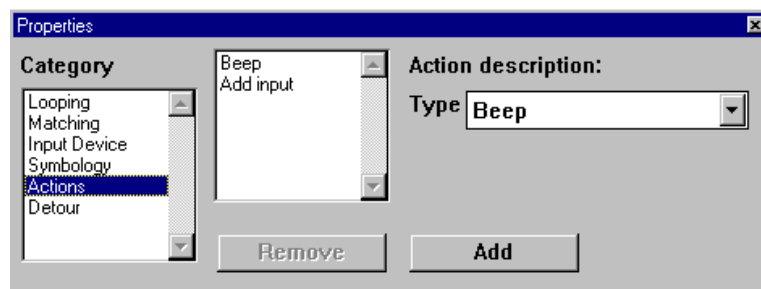 Properties
Category
Looping
Matching
Input Device
Symbology
Actions
Detour
Beep
Add input
Remove
Action description:
Type Beep
Add